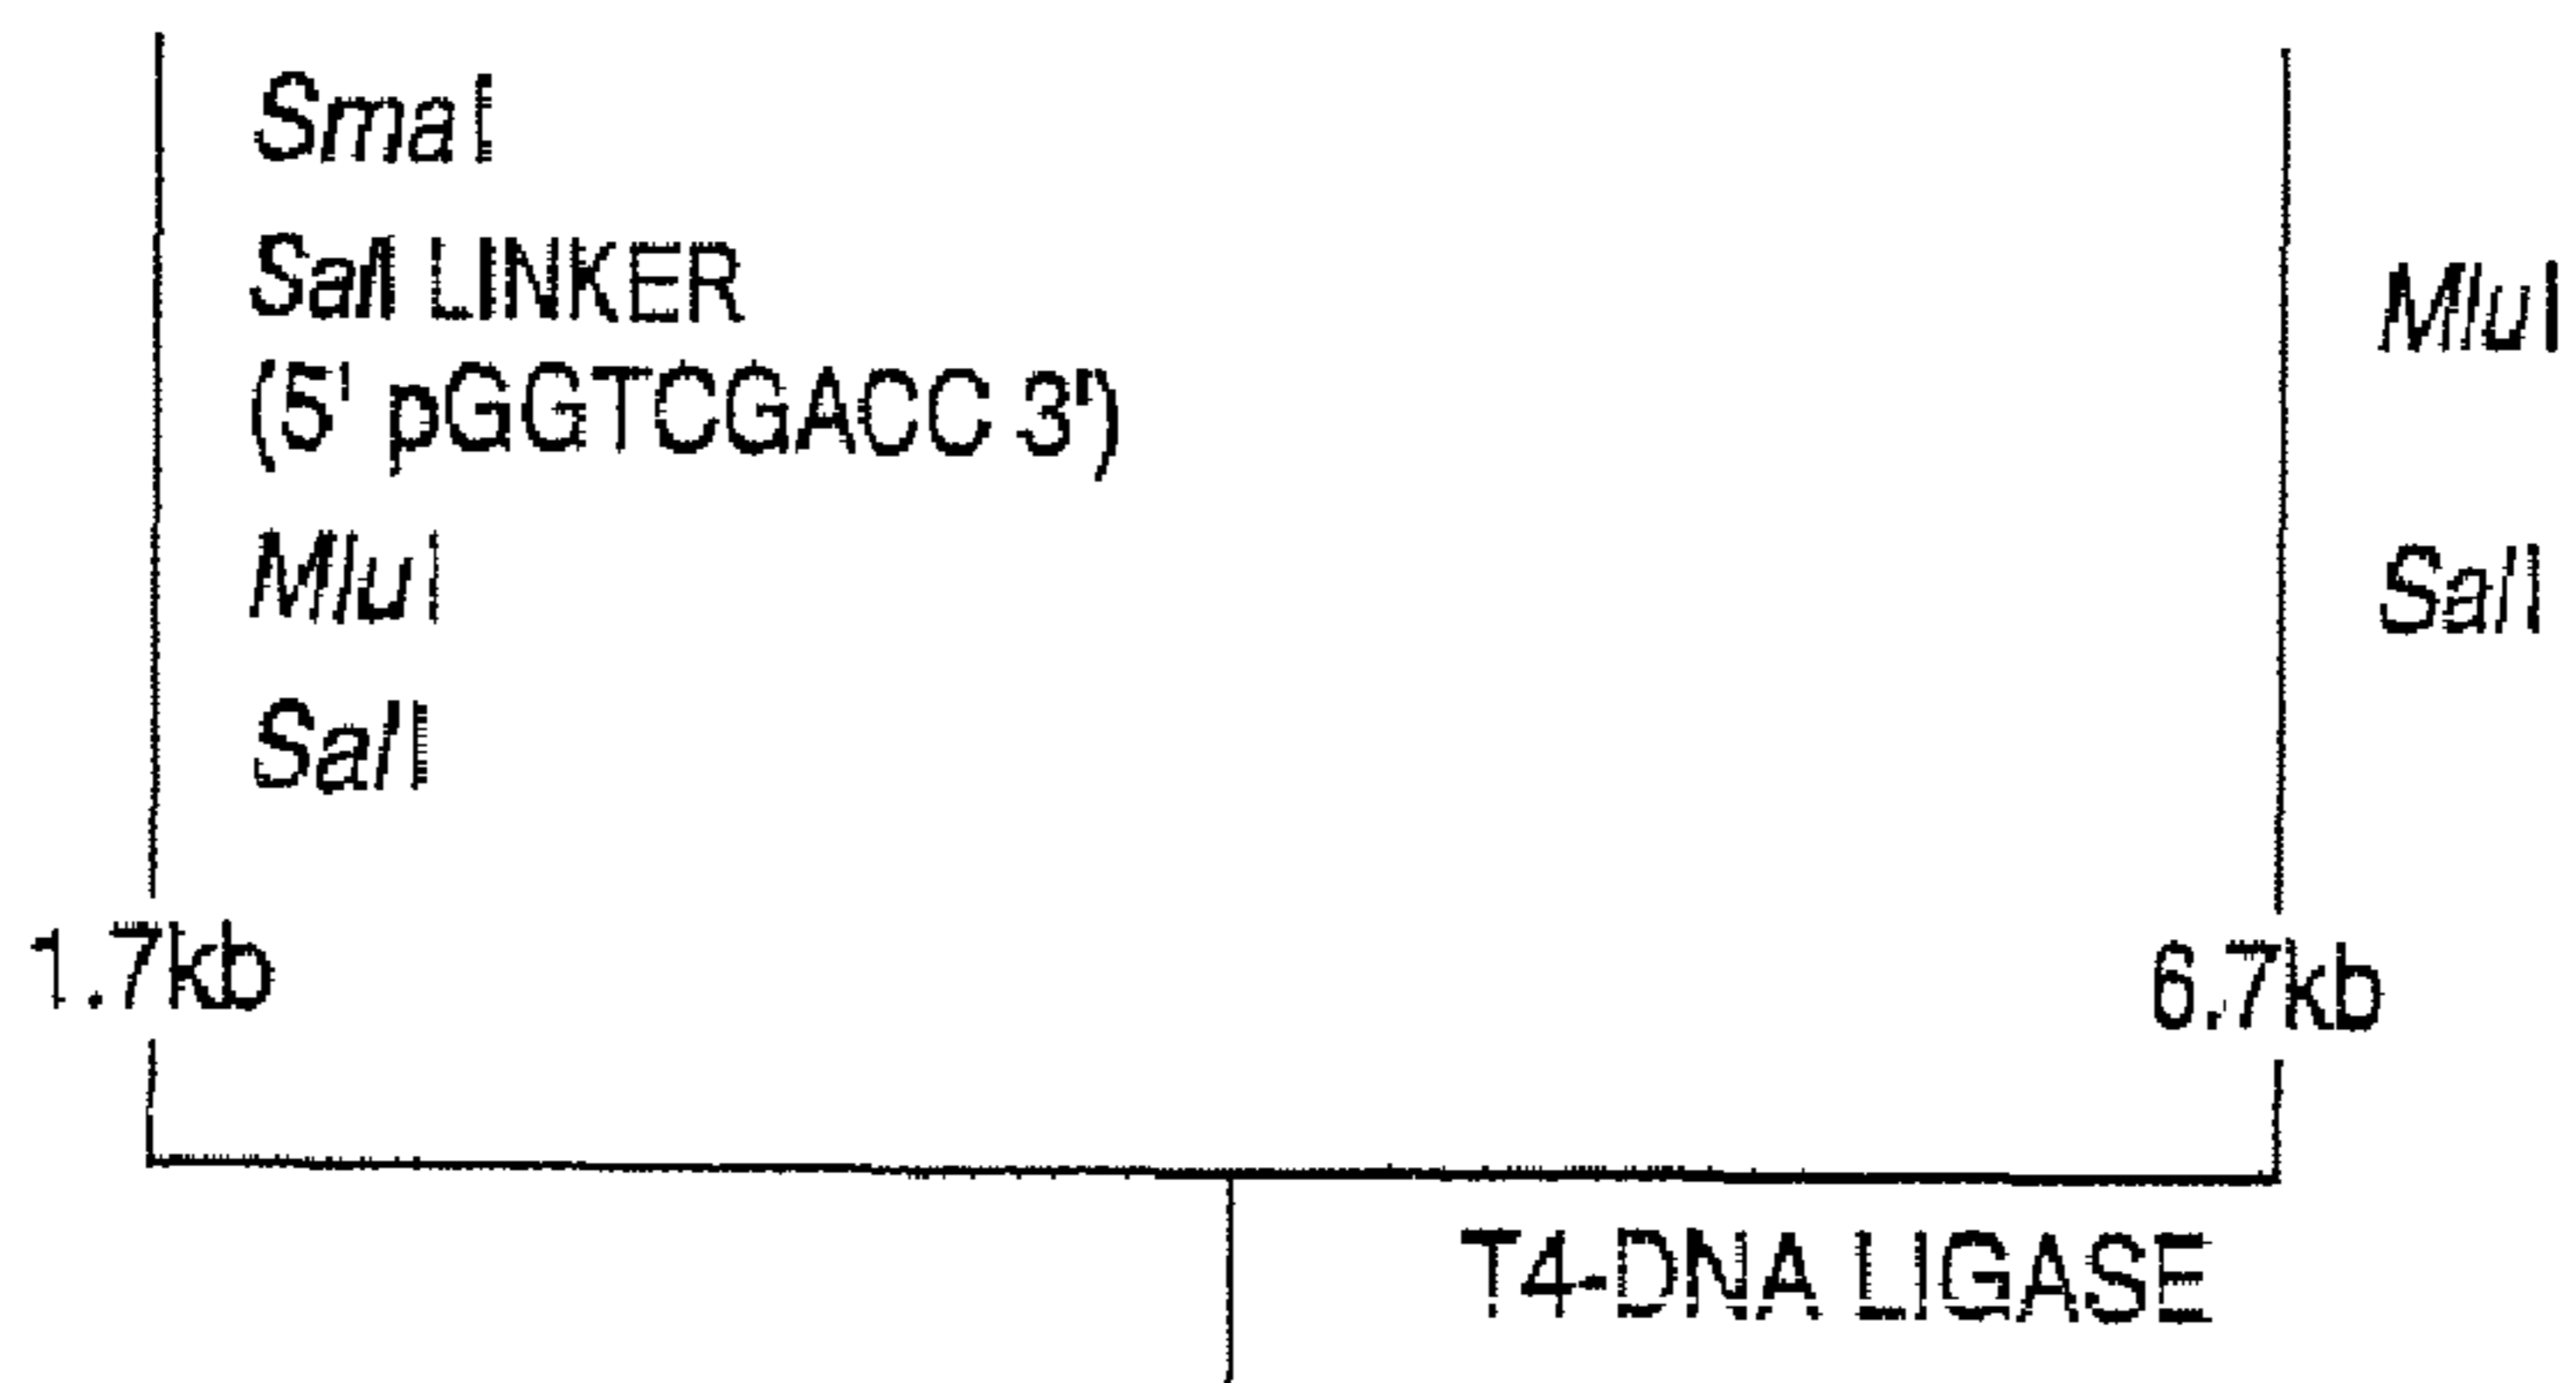 SmaI
SalI LINKER
(5' pGGTCGACC 3')
MluI
SalI
1.7kb
MluI
SalI
6.7kb
T4-DNA LIGASE